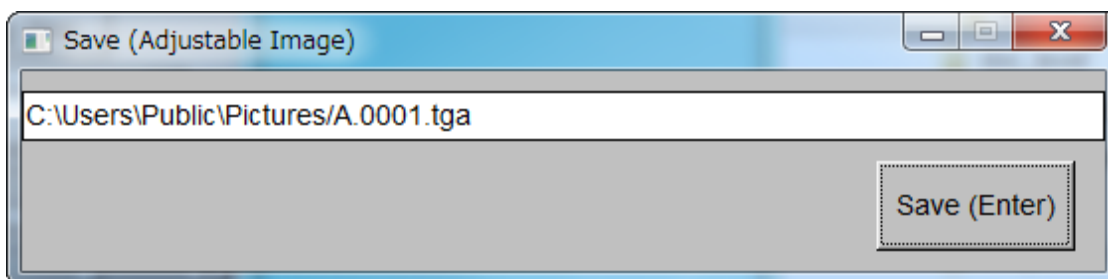 Save (Adjustable Image)
C:\Users\Public\Pictures/A.0001.tga
Save (Enter)